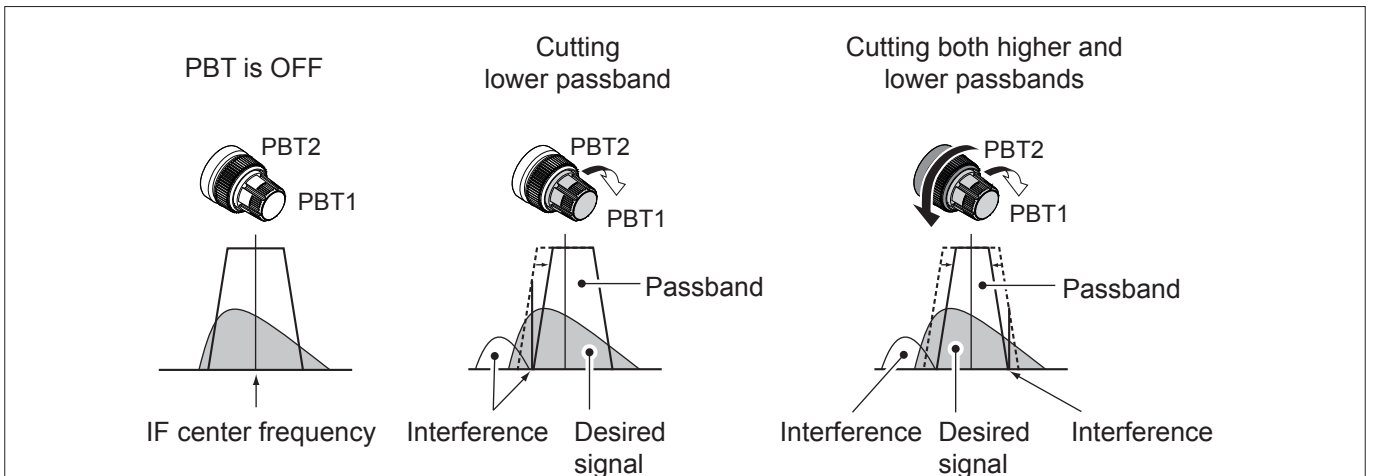 PBT is OFF
PBT2
PBT1
IF center frequency
Cutting
lower passband
PBT2
PBT1
Passband
Interference
Desired
signal
Cutting both higher and
lower passbands
PBT2
PBT1
Passband
Interference
Desired
signal
Interference